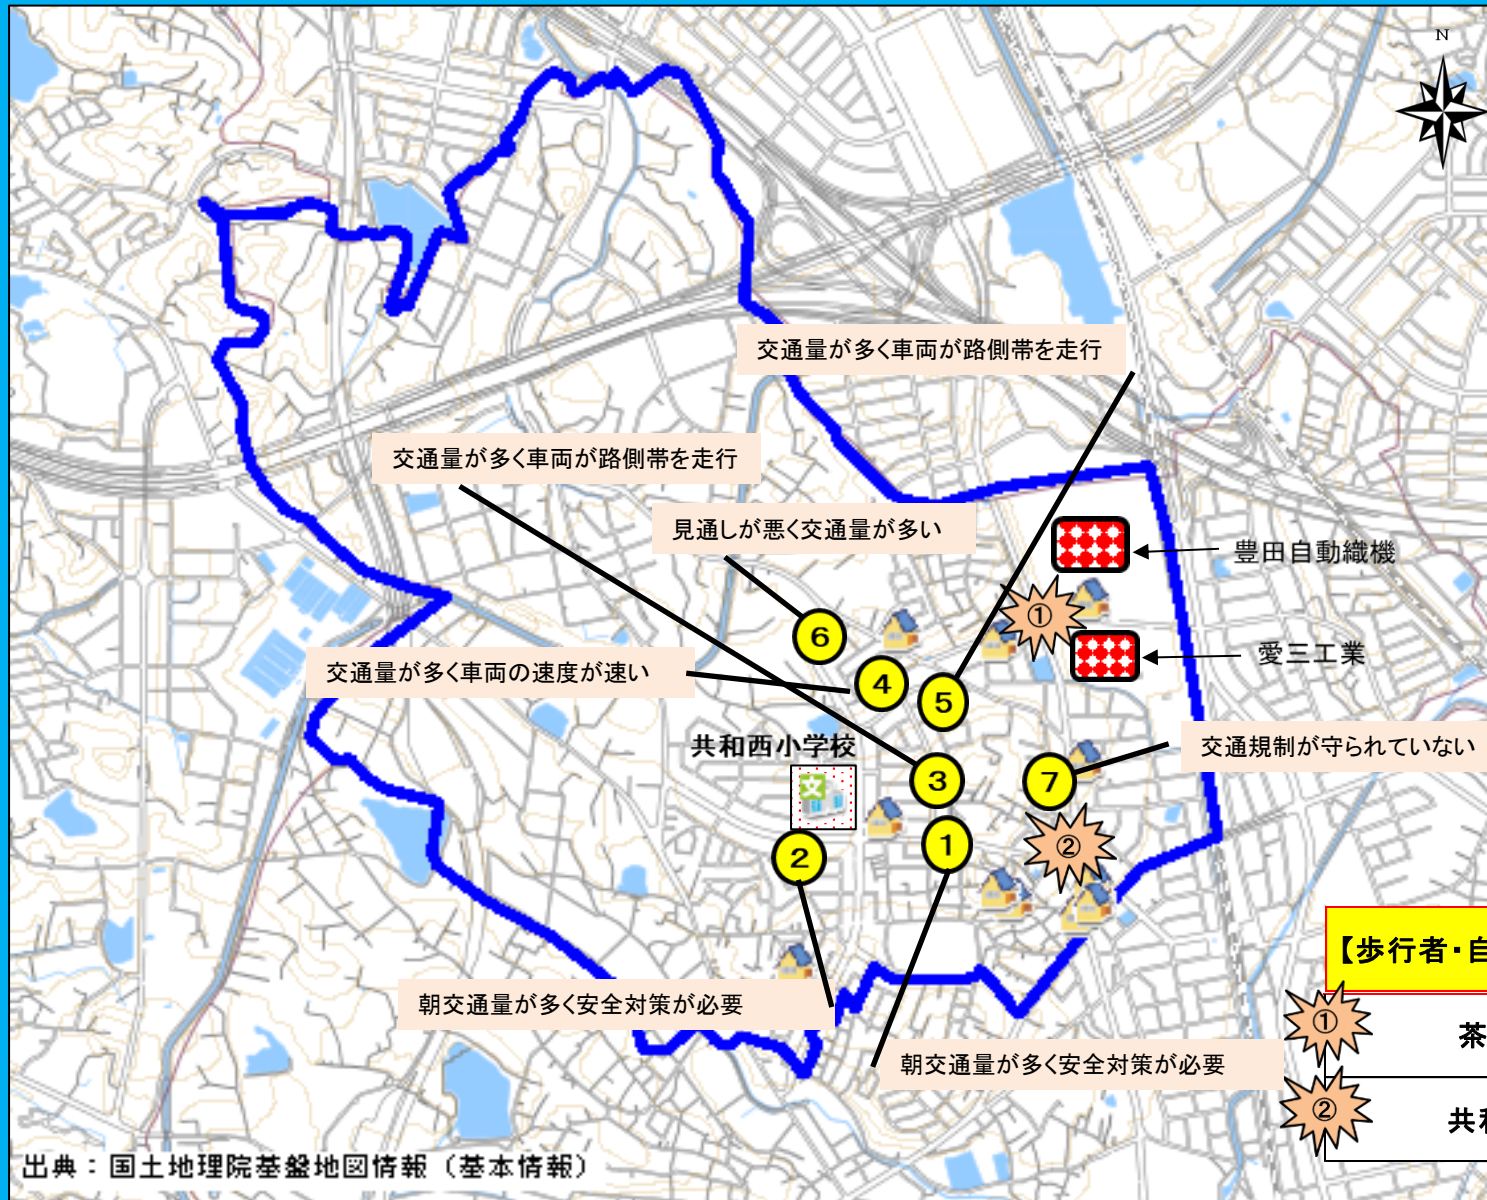 N
交通量が多く車両が路側帯を走行
交通量が多く車両が路側帯を走行
見通しが悪く交通量が多い
豊田自動織機
①
6
愛三工業
交通量が多く車両の速度が速い
4
5
共和西小学校
交通規制が守られていない
文
3
7
1
②
2
【歩行者・自
朝交通量が多く安全対策が必要
① 茶
朝交通量が多く安全対策が必要
② 共和
出典：国土地理院基盤地図情報（基本情報）